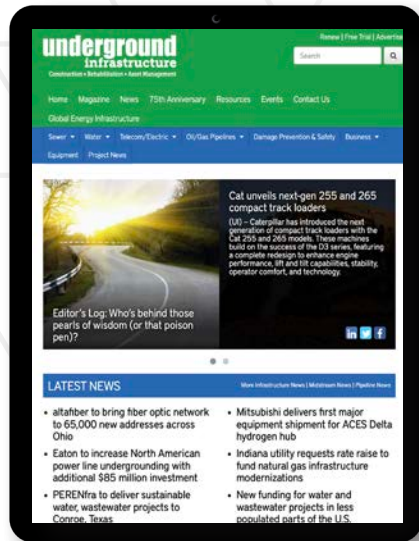 Renew | Free Trial | Advertise
underground
infrastructure
Construction • Rehabilitation • Asset Management
Search
Home Magazine News 75th Anniversary Resources Events Contact Us
Global Energy Infrastructure
Sewer Water Telecom/Electric Oil/Gas Pipelines Damage Prevention & Safety Business
Equipment Project News
Editor's Log: Who's behind those
pearls of wisdom (or that poison
pen)?
Cat unveils next-gen 255 and 265
compact track loaders
(UI) – Caterpillar has introduced the next
generation of compact track loaders with the
Cat 255 and 265 models. These machines
build on the success of the D3 series, featuring
a complete redesign to enhance engine
performance, lift and tilt capabilities, stability,
operator comfort, and technology.
in f
LATEST NEWS
More Infrastructure News | Midstream News | Pipeline News
• altafiber to bring fiber optic network
to 65,000 new addresses across
Ohio
• Eaton to increase North American
power line undergrounding with
additional $85 million investment
• PERENfra to deliver sustainable
water, wastewater projects to
Conroe, Texas
• Mitsubishi delivers first major
equipment shipment for ACES Delta
hydrogen hub
• Indiana utility requests rate raise to
fund natural gas infrastructure
modernizations
• New funding for water and
wastewater projects in less
populated parts of the U.S.